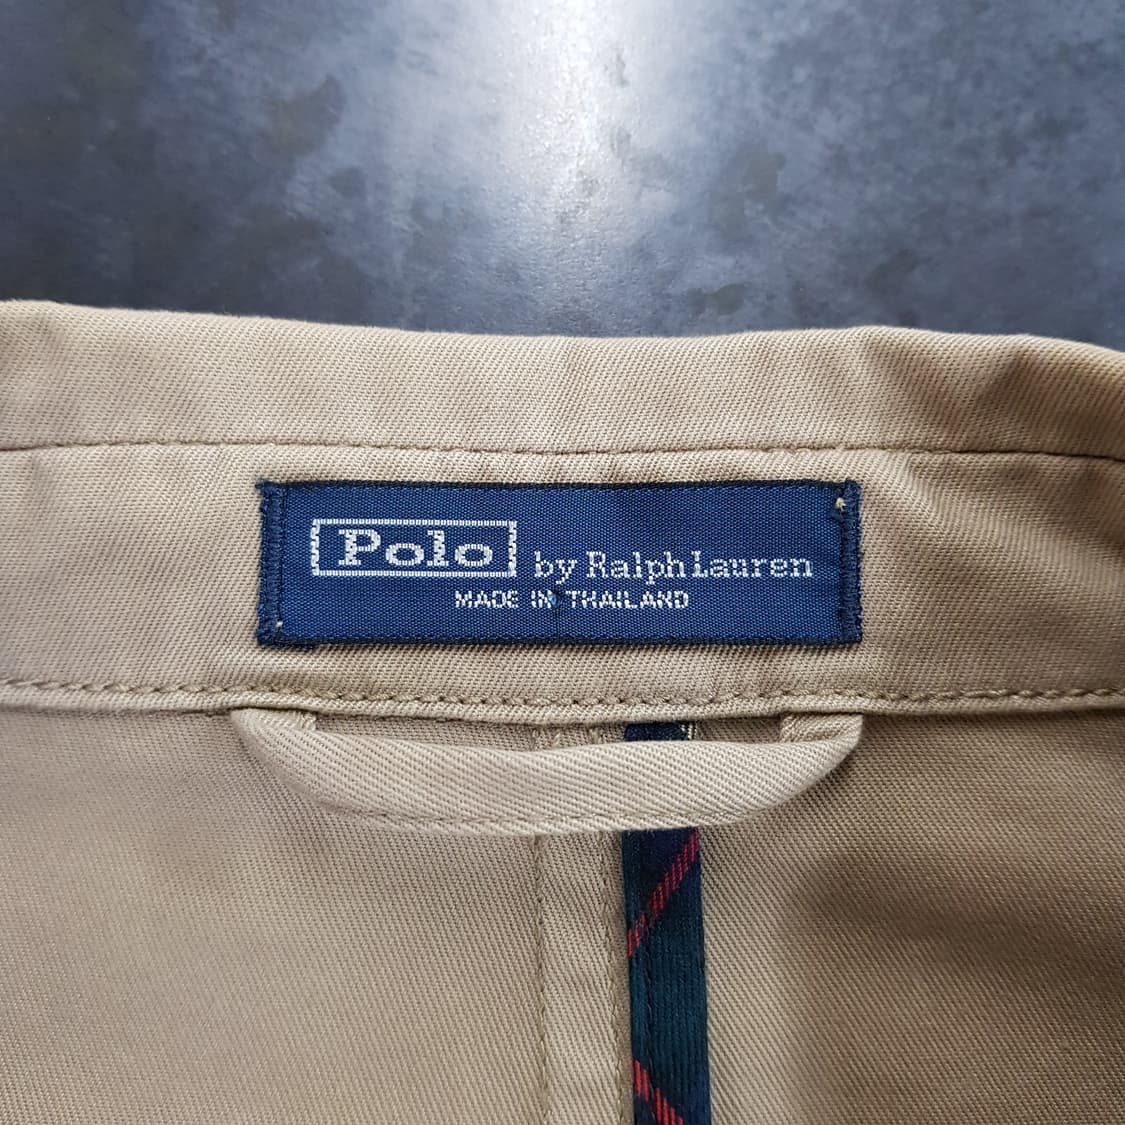 Polo by Ralph Lauren
MADE IN THAILAND